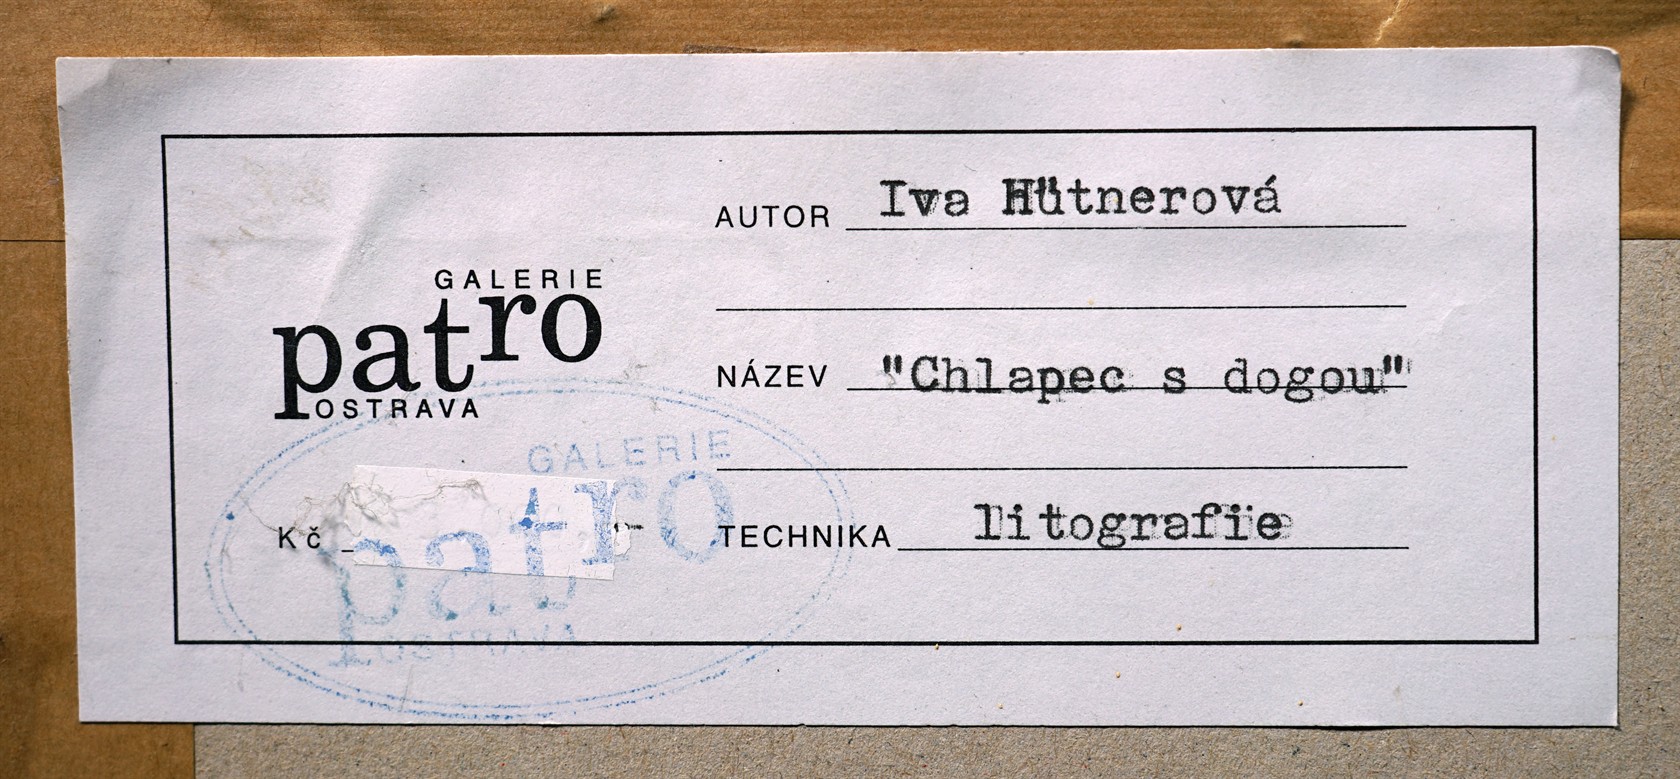 AUTOR Iva Hütnerová
GALERIE
patro
OSTRAVA
NÁZEV "Chlapec s dogou"
GALERIE
patro
OSTRAVA
Kč
TECHNIKA litografie